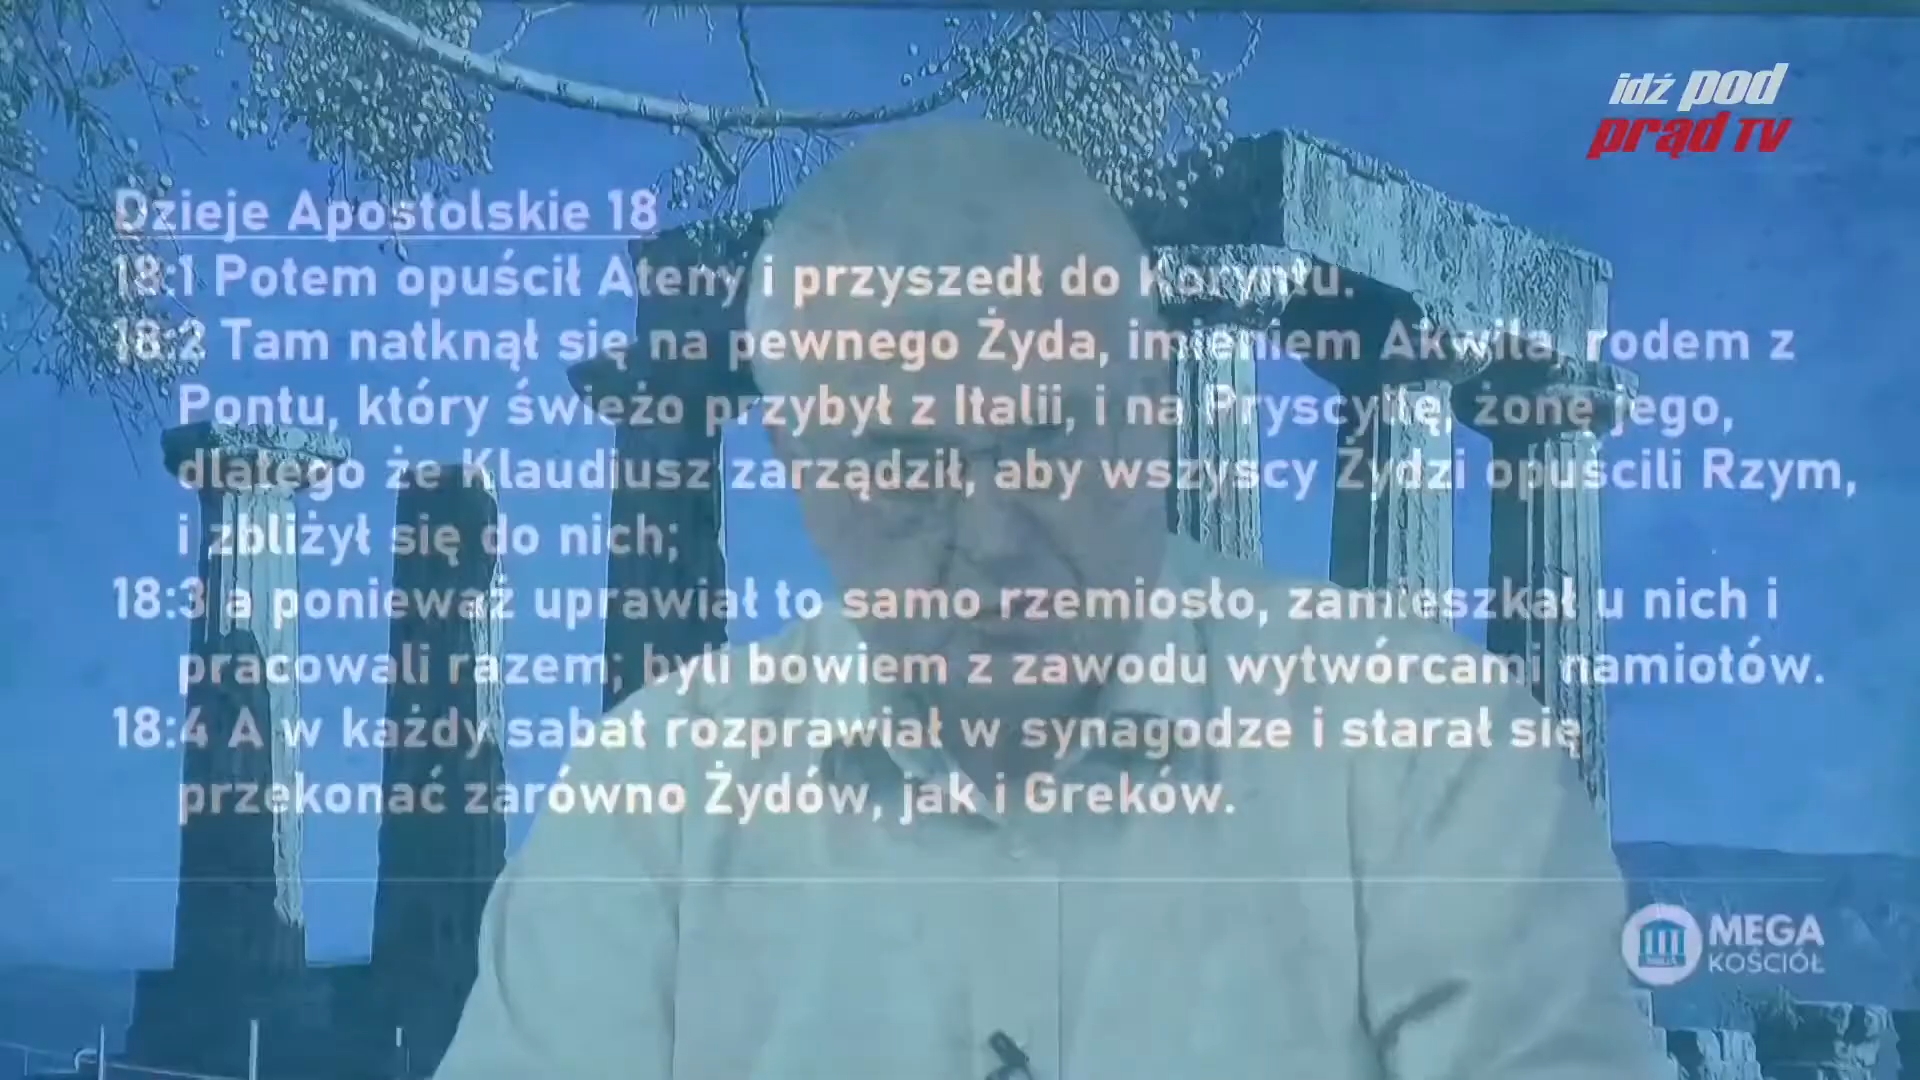 idź pod
prąd TV
Dzieje Apostolskie 18
18:1 Potem opuścił Ateny i przyszedł do Koryntu.
18:2 Tam natknął się na pewnego Żyda, imieniem Akwila, rodem z
Pontu, który świeżo przybył z Italii, i na Pryscyllę, żonę jego,
dlatego że Klaudiusz zarządził, aby wszyscy Żydzi opuścili Rzym,
i zbliżył się do nich;
18:3 a ponieważ uprawiał to samo rzemiosło, zamieszkał u nich i
pracowali razem; byli bowiem z zawodu wytwórcami namiotów.
18:4 A w każdy sabat rozprawiał w synagodze i starał się
przekonać zarówno Żydów, jak i Greków.
MEGA
KOŚCIÓŁ